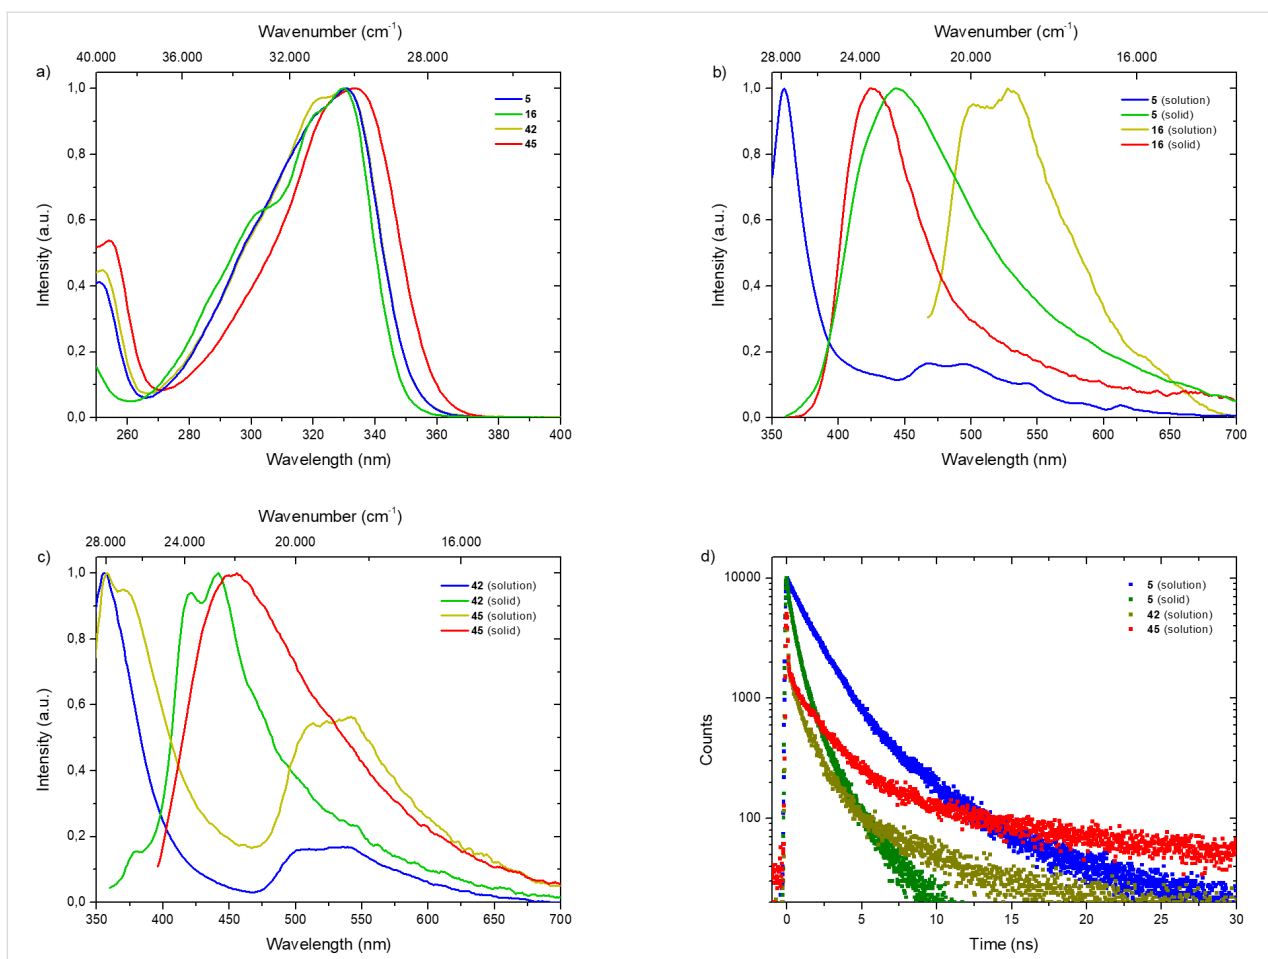 Wavenumber (cm-1)
40.000 36.000 32.000 28.000
a)
1,0
0,8
0,6
0,4
0,2
0,0
Intensity (a.u.)
5
16
42
45
260 280 300 320 340 360 380 400
Wavelength (nm)
Wavenumber (cm-1)
28.000 24.000 20.000 16.000
b)
1,0
0,8
0,6
0,4
0,2
0,0
Intensity (a.u.)
5 (solution)
5 (solid)
16 (solution)
16 (solid)
350 400 450 500 550 600 650 700
Wavelength (nm)
Wavenumber (cm-1)
28.000 24.000 20.000 16.000
c)
1,0
0,8
0,6
0,4
0,2
0,0
Intensity (a.u.)
42 (solution)
42 (solid)
45 (solution)
45 (solid)
350 400 450 500 550 600 650 700
Wavelength (nm)
d)
10000
1000
100
Counts
5 (solution)
5 (solid)
42 (solution)
45 (solution)
0 5 10 15 20 25 30
Time (ns)